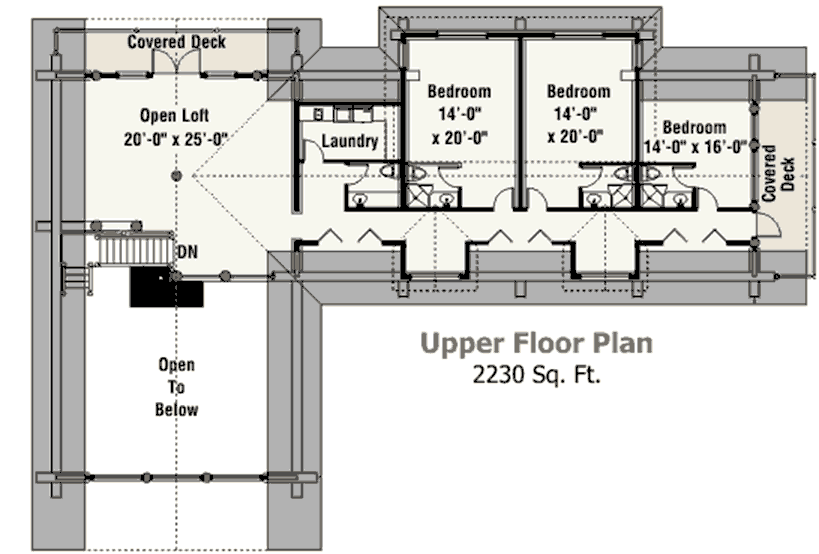 Covered Deck
Open Loft
20'-0" x 25'-0"
Laundry
Bedroom
14'-0"
x 20'-0"
Bedroom
14'-0"
x 20'-0"
Bedroom
14'-0" x 16'-0"
Covered
Deck
DN
Open
To
Below
Upper Floor Plan
2230 Sq. Ft.